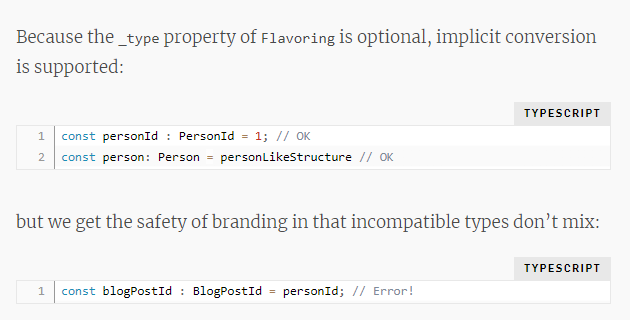 Because the _type property of Flavoring is optional, implicit conversion
is supported:
TYPESCRIPT
1 const personId : PersonId = 1; // OK
2 const person: Person = personLikeStructure // OK
but we get the safety of branding in that incompatible types don’t mix:
TYPESCRIPT
1 const blogPostId : BlogPostId = personId; // Error!